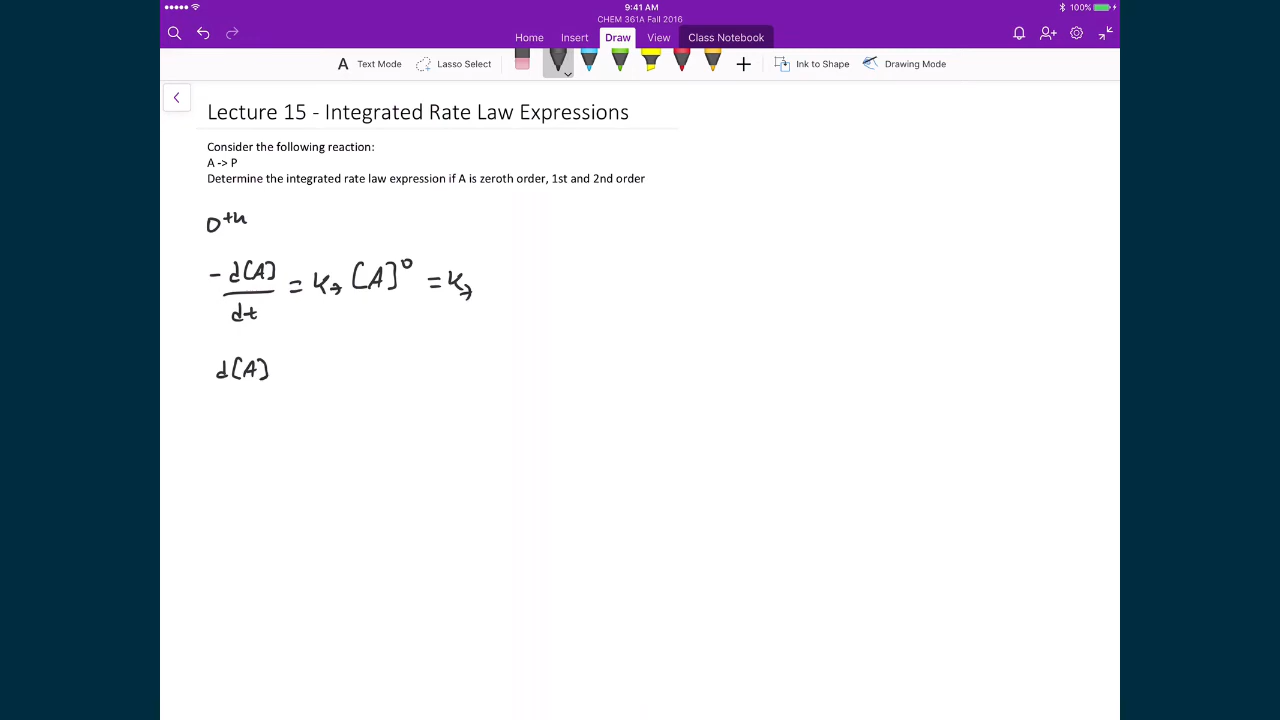 9:41 AM
100%
CHEM 361A Fall 2016
Home Insert Draw View Class Notebook
A Text Mode Lasso Select Ink to Shape Drawing Mode
Lecture 15 - Integrated Rate Law Expressions
Consider the following reaction:
A -> P
Determine the integrated rate law expression if A is zeroth order, 1st and 2nd order
0th
-d[A]/dt = k→ [A]⁰ = k→
d[A]